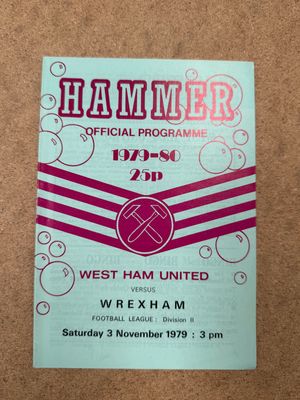 HAMMER
OFFICIAL PROGRAMME
1979-80
25p
WEST HAM UNITED
VERSUS
WREXHAM
FOOTBALL LEAGUE : Division II
Saturday 3 November 1979 : 3 pm